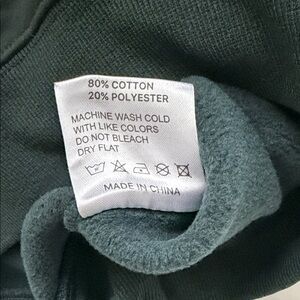 80% COTTON
20% POLYESTER
MACHINE WASH COLD
WITH LIKE COLORS
DO NOT BLEACH
DRY FLAT
MADE IN CHINA